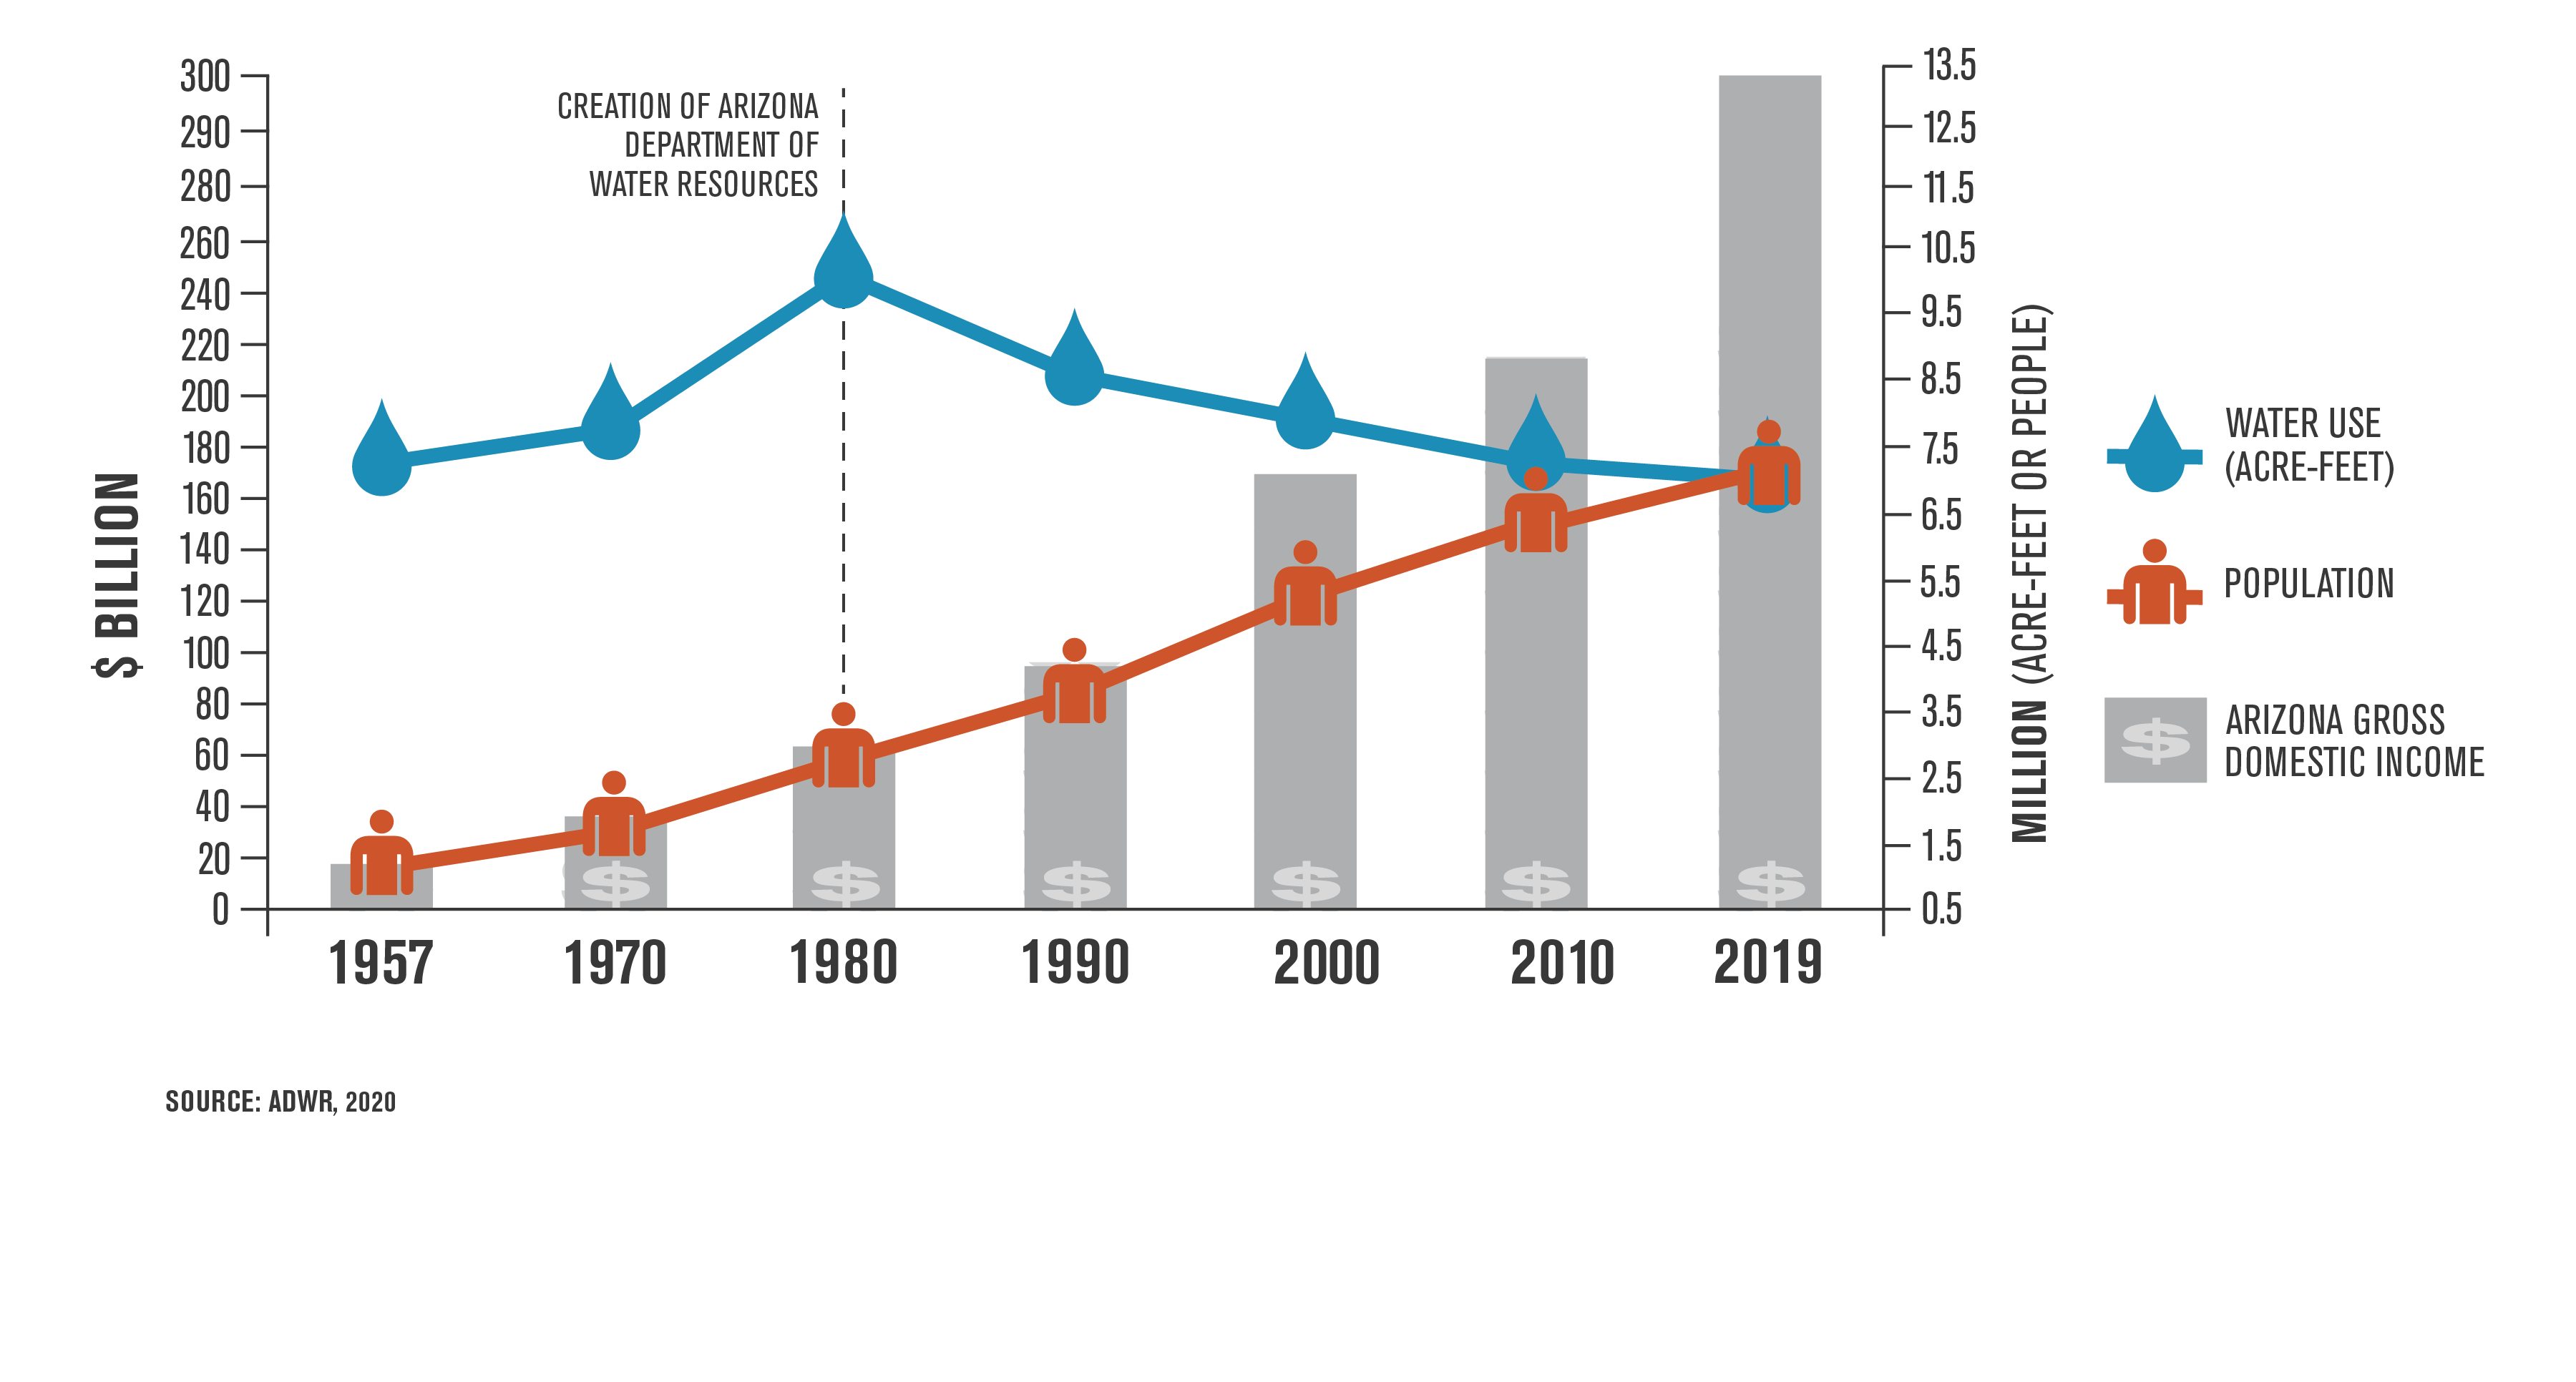 CREATION OF ARIZONA
DEPARTMENT OF
WATER RESOURCES
$ BILLION
300
290
280
260
240
220
200
180
160
140
120
100
80
60
40
20
0
13.5
12.5
11.5
10.5
9.5
8.5
7.5
6.5
5.5
4.5
3.5
2.5
1.5
0.5
MILLION (ACRE-FEET OR PEOPLE)
WATER USE
(ACRE-FEET)
POPULATION
$
ARIZONA GROSS
DOMESTIC INCOME
$ $ $ $ $ $
1957 1970 1980 1990 2000 2010 2019
SOURCE: ADWR, 2020